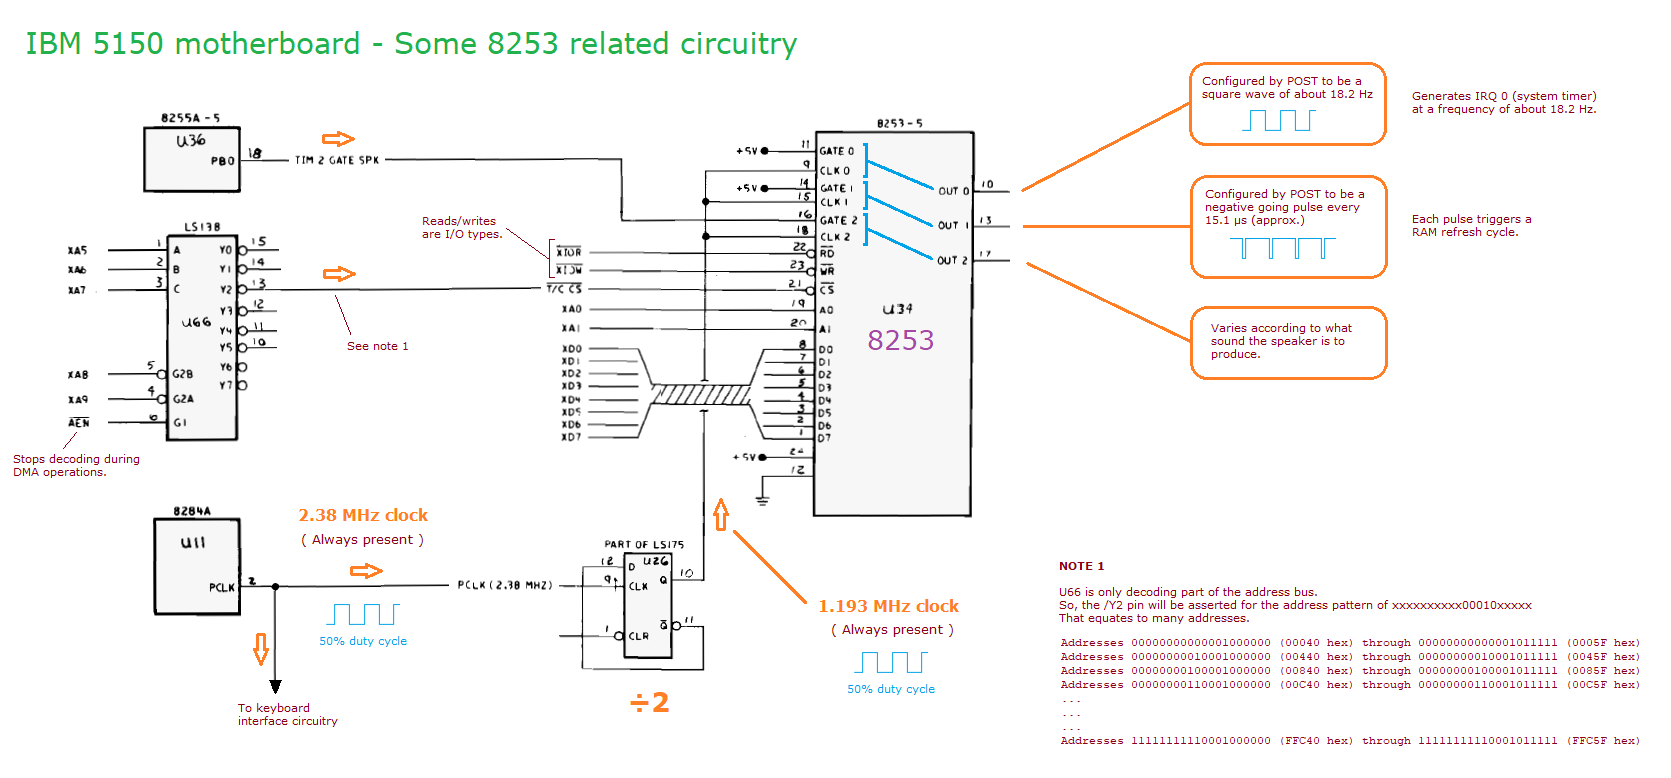 IBM 5150 motherboard - Some 8253 related circuitry
8255A-5
U36
PB0
18
TIM 2 GATE SPK
LS138
XA5
1
A
Y0
15
XA6
2
B
Y1
14
XA7
3
C
Y2
13
Y3
12
U66
Y4
11
Y5
10
XA8
5
G2B
Y6
Y7
XA9
4
G2A
AEN
6
G1
Stops decoding during
DMA operations.
See note 1
Reads/writes
are I/O types.
XIOR
XIOW
T/C CS
XA0
XA1
XD0
XD1
XD2
XD3
XD4
XD5
XD6
XD7
8253-5
+5V
11
GATE 0
9
CLK 0
+5V
14
GATE 1
15
CLK 1
16
GATE 2
18
CLK 2
22
RD
23
WR
21
CS
19
A0
20
A1
8
D0
7
D1
6
D2
5
D3
4
D4
3
D5
2
D6
1
D7
+5V
24
12
U34
8253
OUT 0
10
OUT 1
13
OUT 2
17
Configured by POST to be a
square wave of about 18.2 Hz
Generates IRQ 0 (system timer)
at a frequency of about 18.2 Hz.
Configured by POST to be a
negative going pulse every
15.1 µs (approx.)
Each pulse triggers a
RAM refresh cycle.
Varies according to what
sound the speaker is to
produce.
8284A
U11
PCLK
2
2.38 MHz clock
( Always present )
50% duty cycle
To keyboard
interface circuitry
PCLK (2.38 MHZ)
PART OF LS175
U26
12
D
9
CLK
Q
10
1
CLR
Q
11
÷2
1.193 MHz clock
( Always present )
50% duty cycle
NOTE 1
U66 is only decoding part of the address bus.
So, the /Y2 pin will be asserted for the address pattern of xxxxxxxxxx00010xxxxx
That equates to many addresses.
Addresses 00000000000001000000 (00040 hex) through 00000000000001011111 (0005F hex)
Addresses 00000000010001000000 (00440 hex) through 00000000010001011111 (0045F hex)
Addresses 00000000100001000000 (00840 hex) through 00000000100001011111 (0085F hex)
Addresses 00000000110001000000 (00C40 hex) through 00000000110001011111 (00C5F hex)
...
...
...
Addresses 11111111110001000000 (FFC40 hex) through 11111111110001011111 (FFC5F hex)